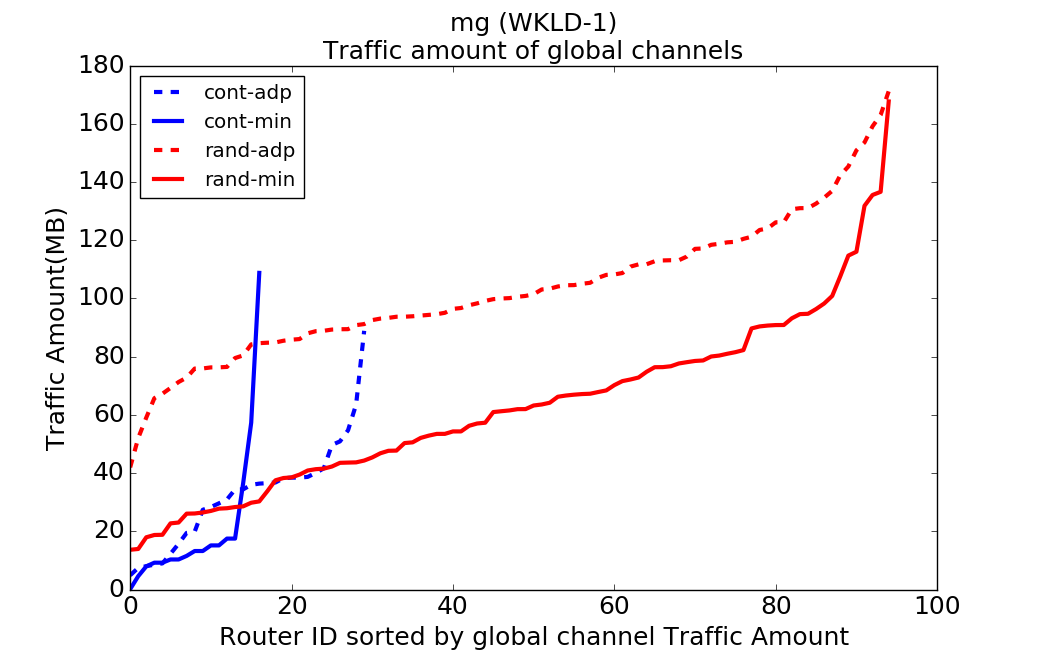 mg (WKLD-1)
Traffic amount of global channels
180
160
140
120
100
80
60
40
20
0
cont-adp
cont-min
rand-adp
rand-min
Traffic Amount(MB)
0 20 40 60 80 100
Router ID sorted by global channel Traffic Amount